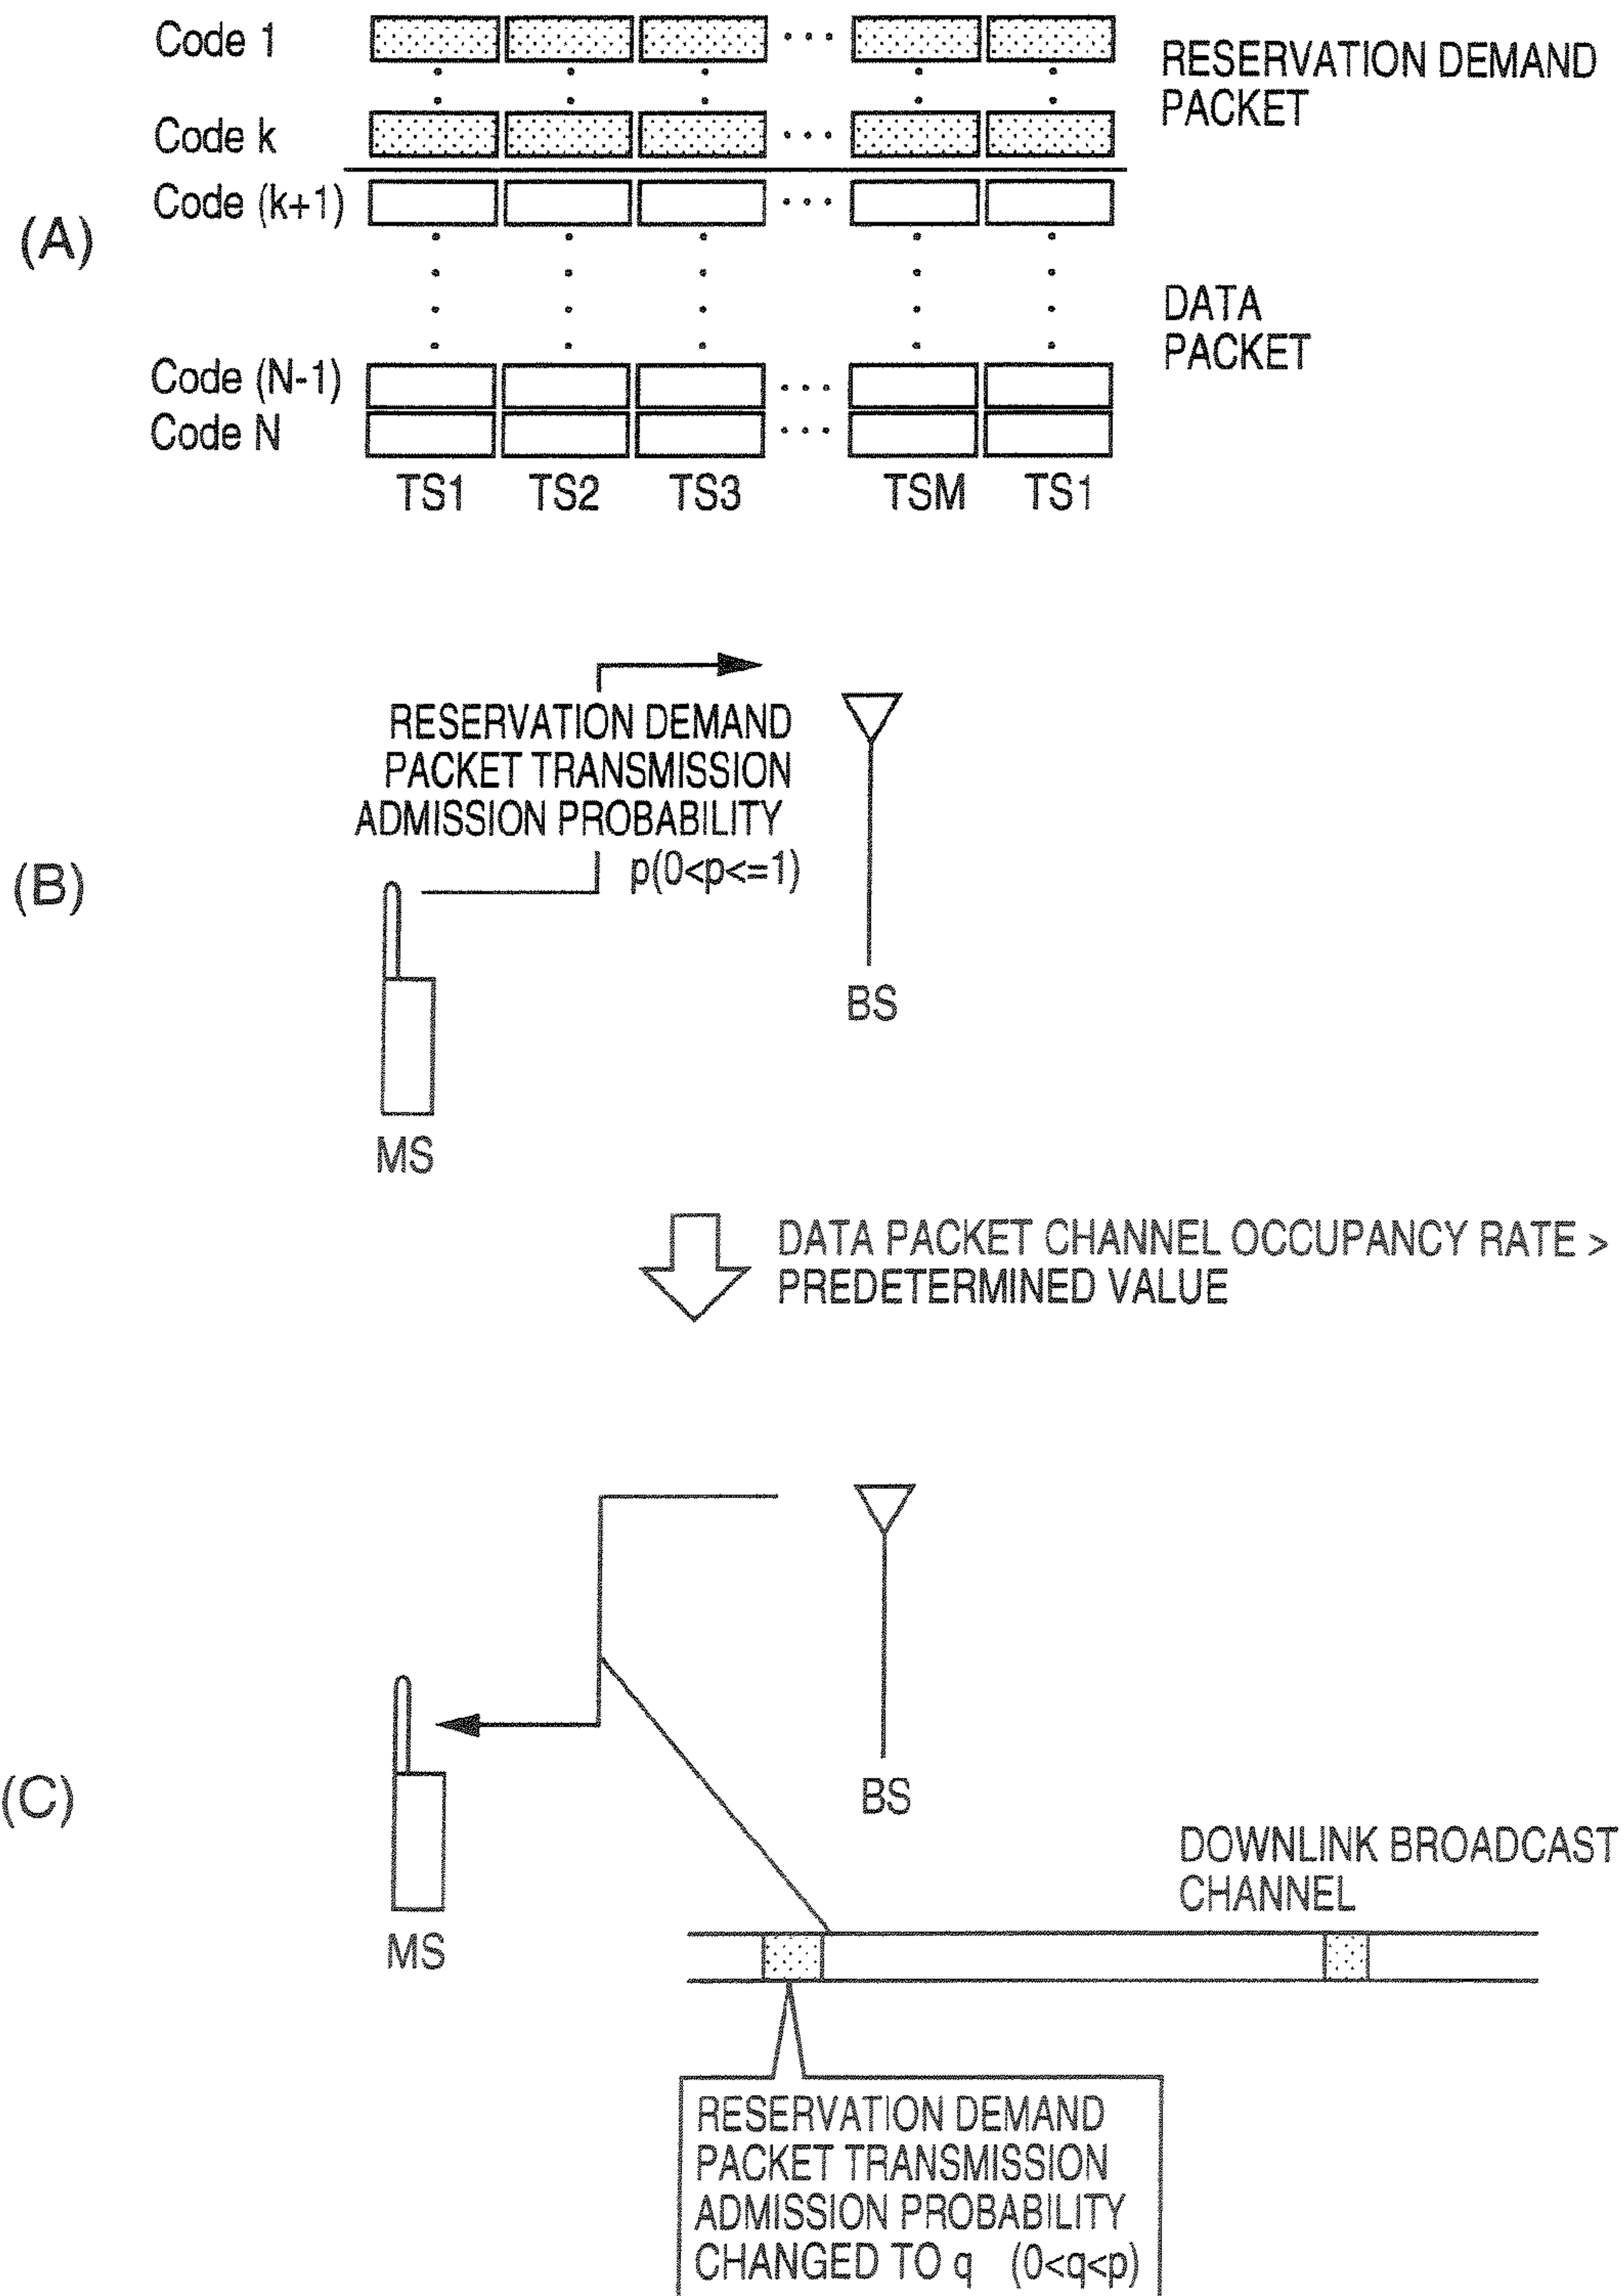 Code 1
RESERVATION DEMAND
PACKET
Code k
Code (k+1)
(A)
DATA
PACKET
Code (N-1)
Code N
TS1 TS2 TS3 TSM TS1
RESERVATION DEMAND
PACKET TRANSMISSION
ADMISSION PROBABILITY
p(0<p<=1)
(B)
BS
MS
DATA PACKET CHANNEL OCCUPANCY RATE >
PREDETERMINED VALUE
(C)
BS
MS
DOWNLINK BROADCAST
CHANNEL
RESERVATION DEMAND
PACKET TRANSMISSION
ADMISSION PROBABILITY
CHANGED TO q (0<q<p)